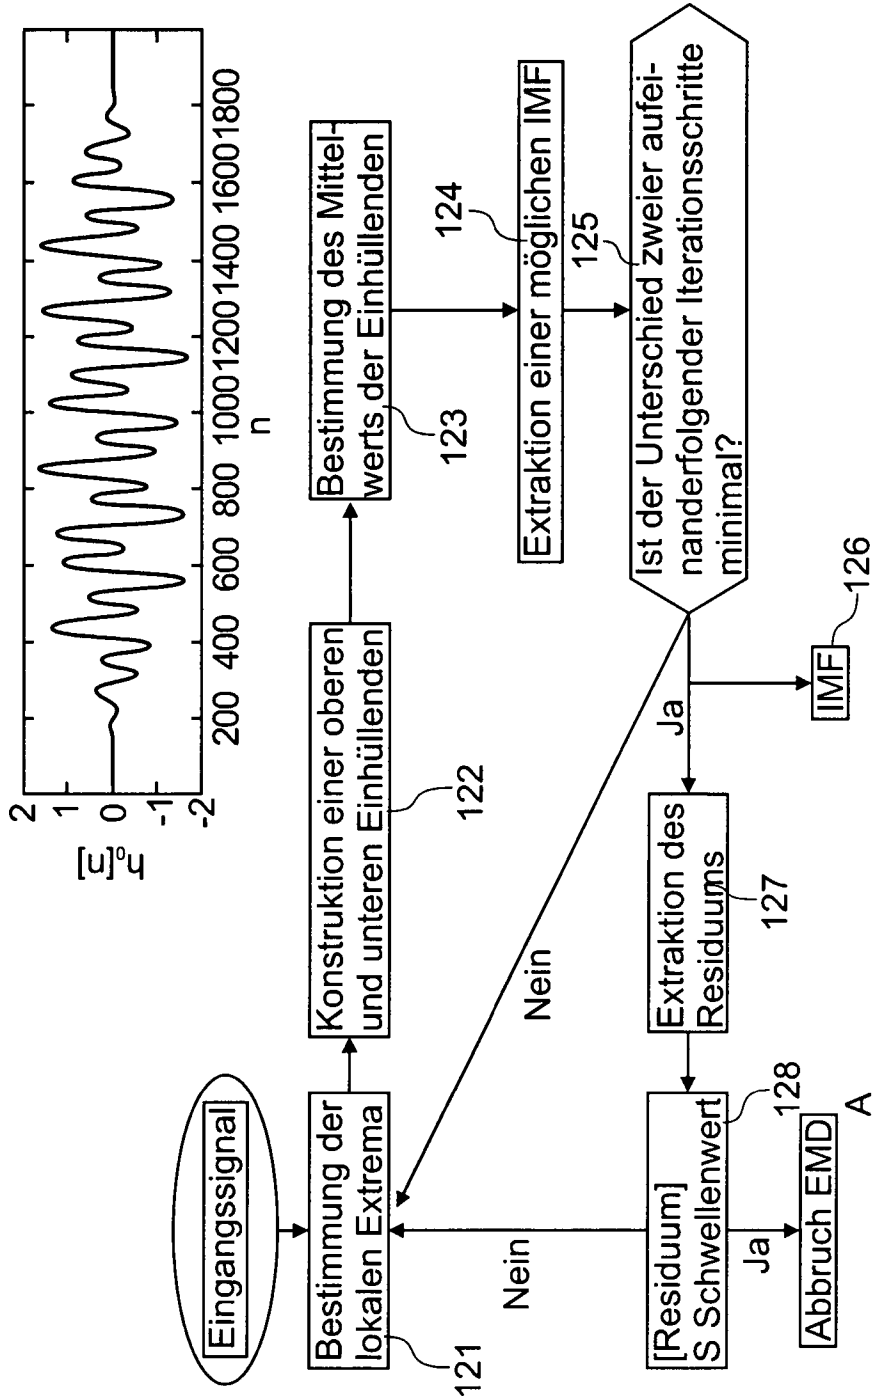 2
1
0
-1
-2
h₀[n]
200
400
600
800
1000
1200
1400
1600
1800
n
Eingangssignal
Bestimmung der
lokalen Extrema
121
Konstruktion einer oberen
und unteren Einhüllenden
122
Bestimmung des Mittel-
werts der Einhüllenden
123
124
Extraktion einer möglichen IMF
125
Ist der Unterschied zweier aufei-
nanderfolgender Iterationsschritte
minimal?
Nein
Ja
IMF
126
Extraktion des
Residuums
127
[Residuum]
S Schwellenwert
128
Nein
Ja
Abbruch EMD
A